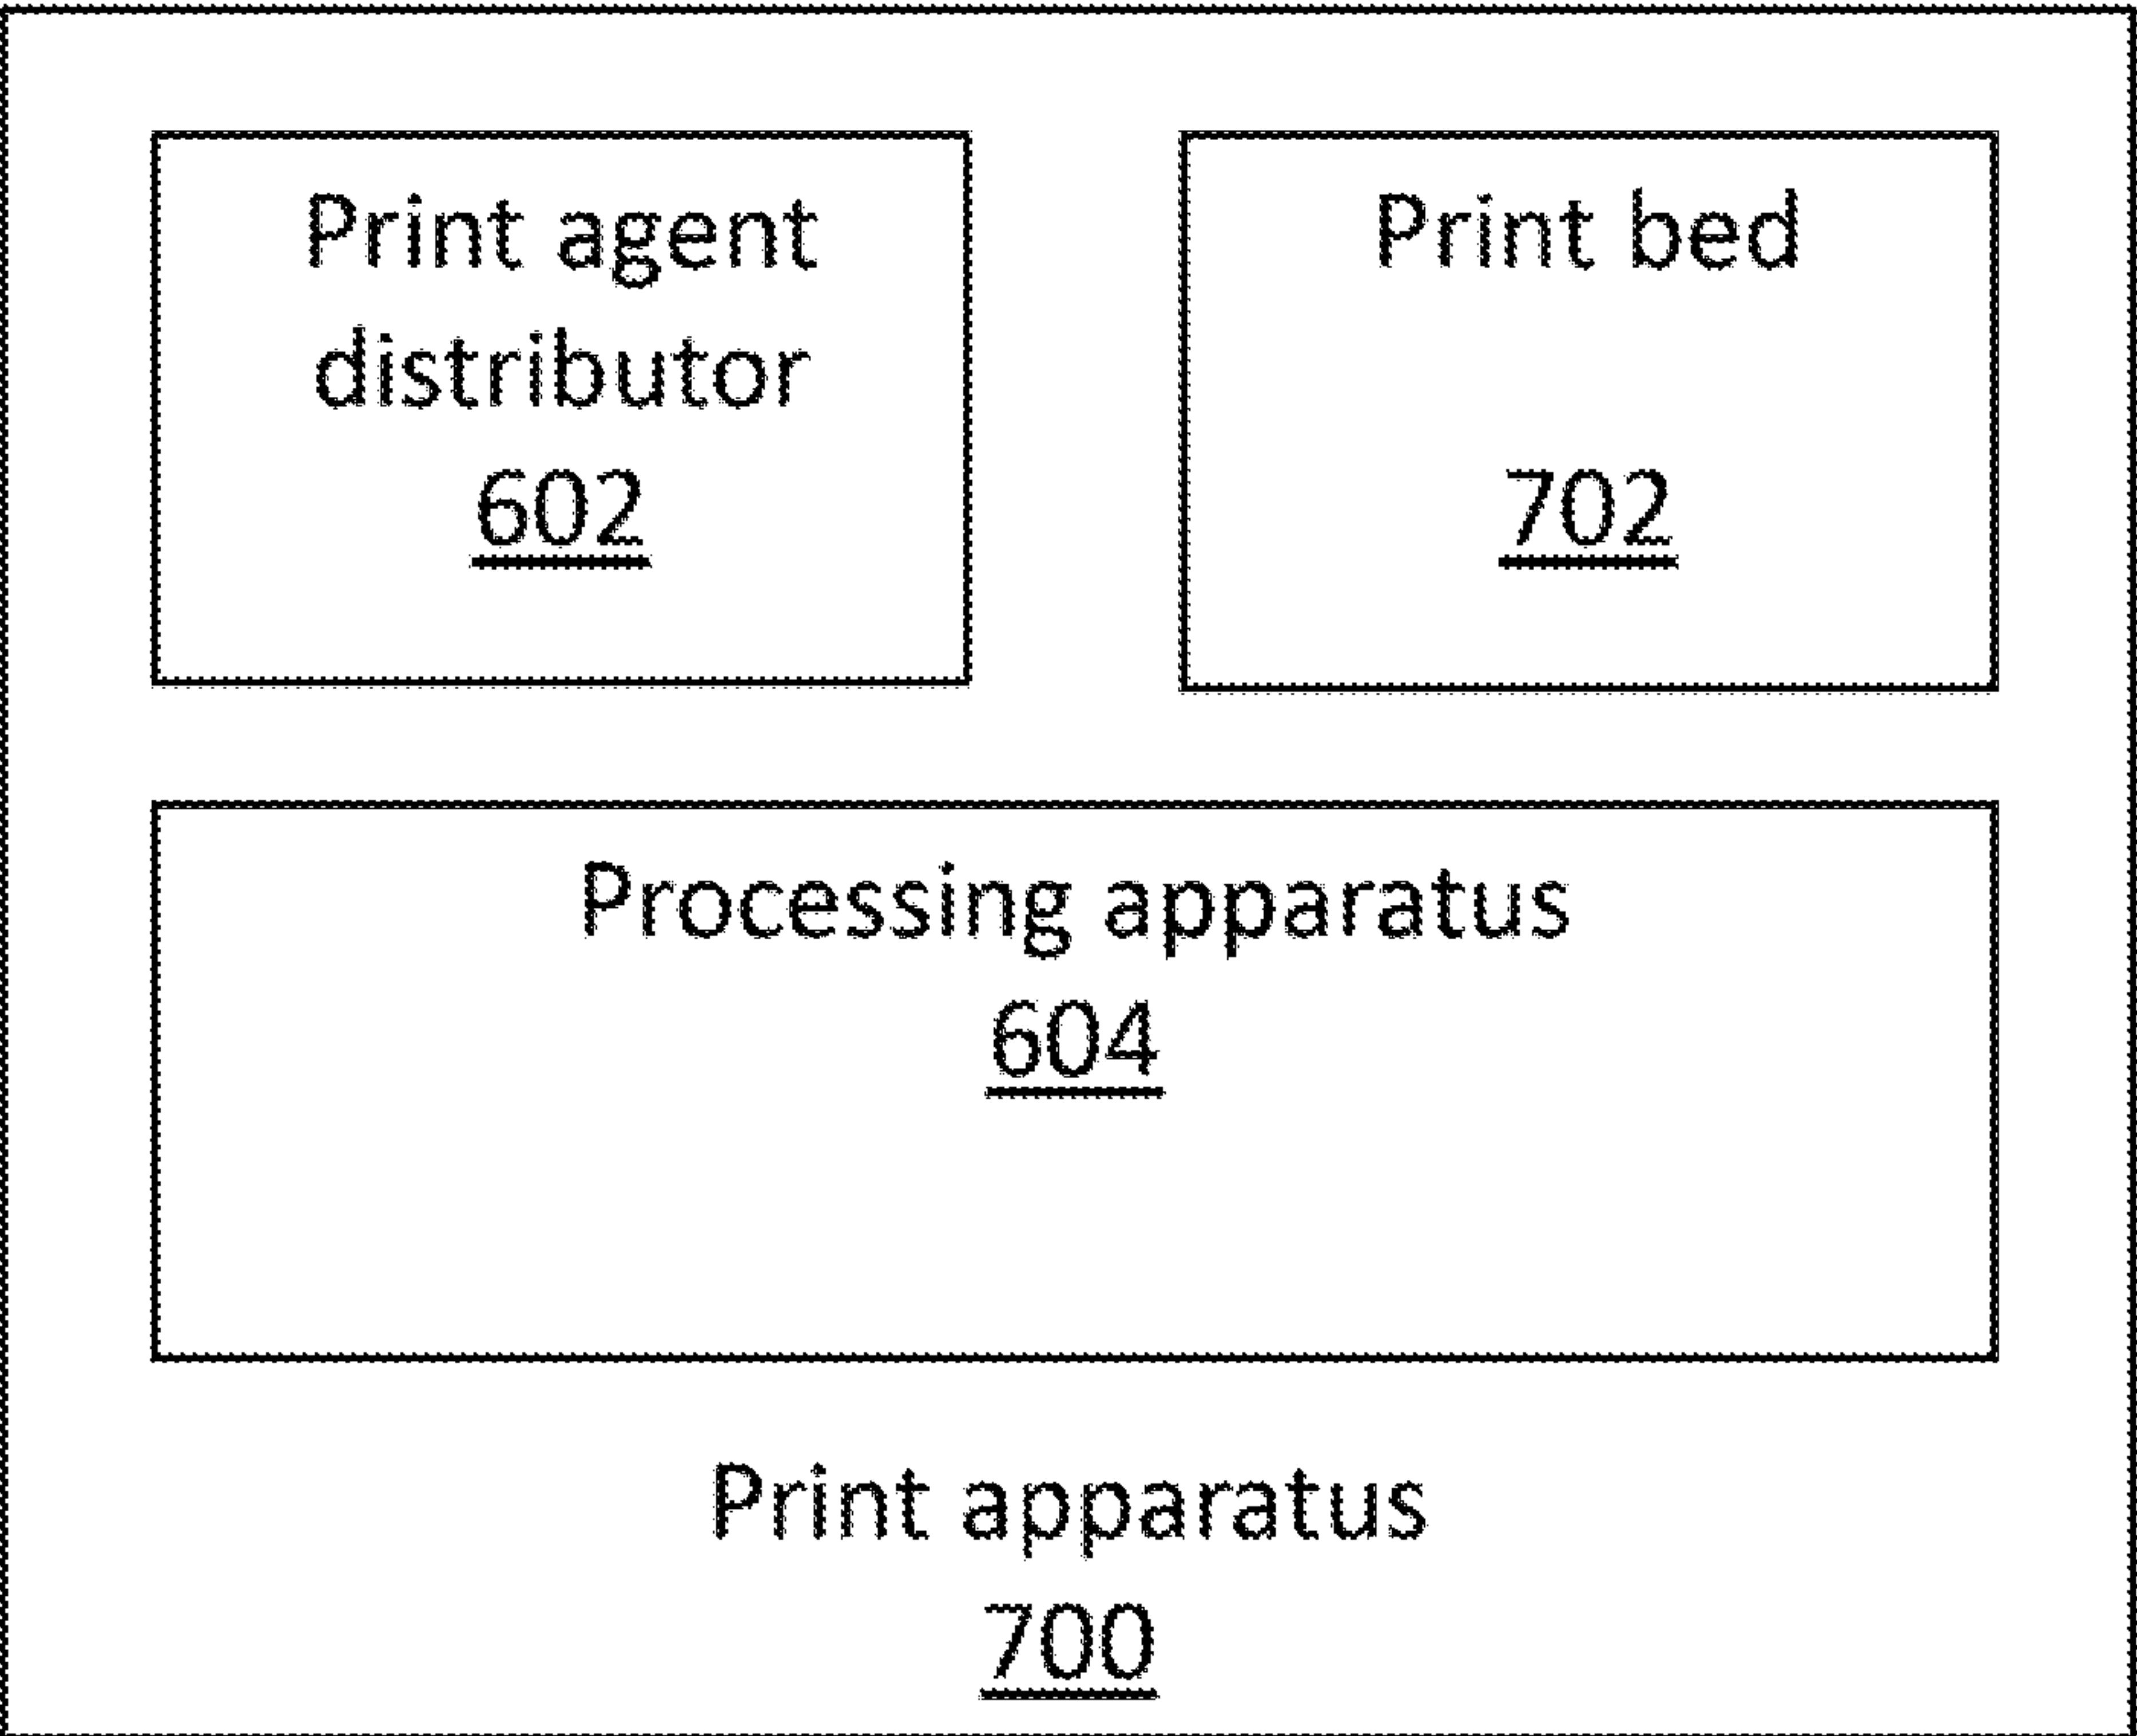 Print agent
distributor
602
Print bed
702
Processing apparatus
604
Print apparatus
700